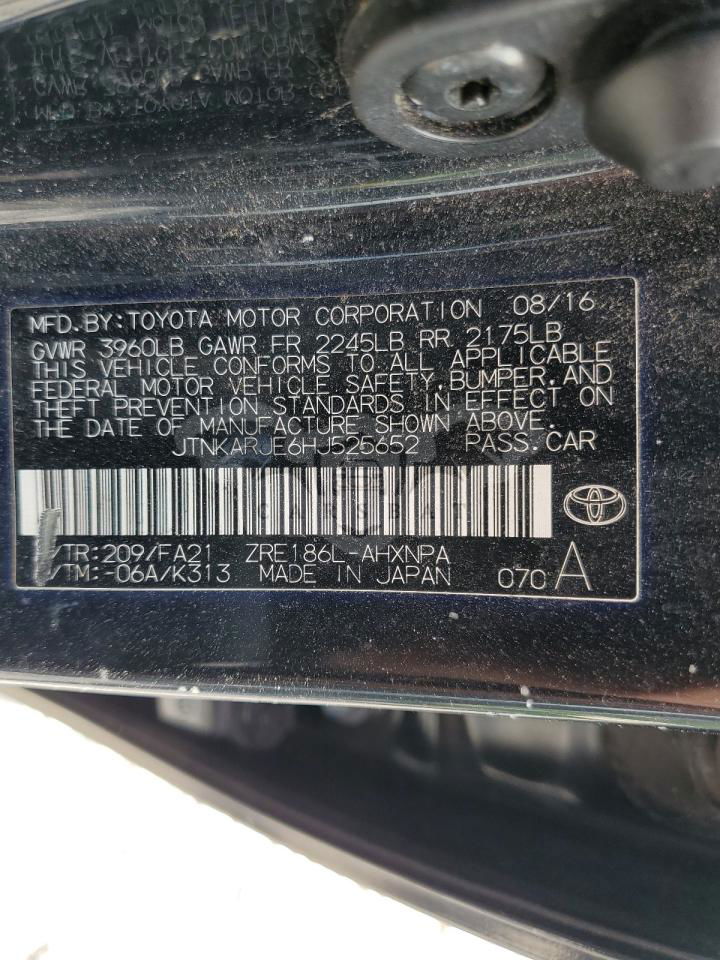 MFD.BY:TOYOTA MOTOR CORPORATION 08/16
GVWR 3960LB GAWR FR 2245LB RR 2175LB
THIS VEHICLE CONFORMS TO ALL APPLICABLE
FEDERAL MOTOR VEHICLE SAFETY,BUMPER,AND
THEFT PREVENTION STANDARDS IN EFFECT ON
THE DATE OF MANUFACTURE SHOWN ABOVE.
JTNKARJE6HJ525652 PASS.CAR
/TR:209/FA21 ZRE186L-AHXNPA
/TM:-06A/K313 MADE IN JAPAN 070 A